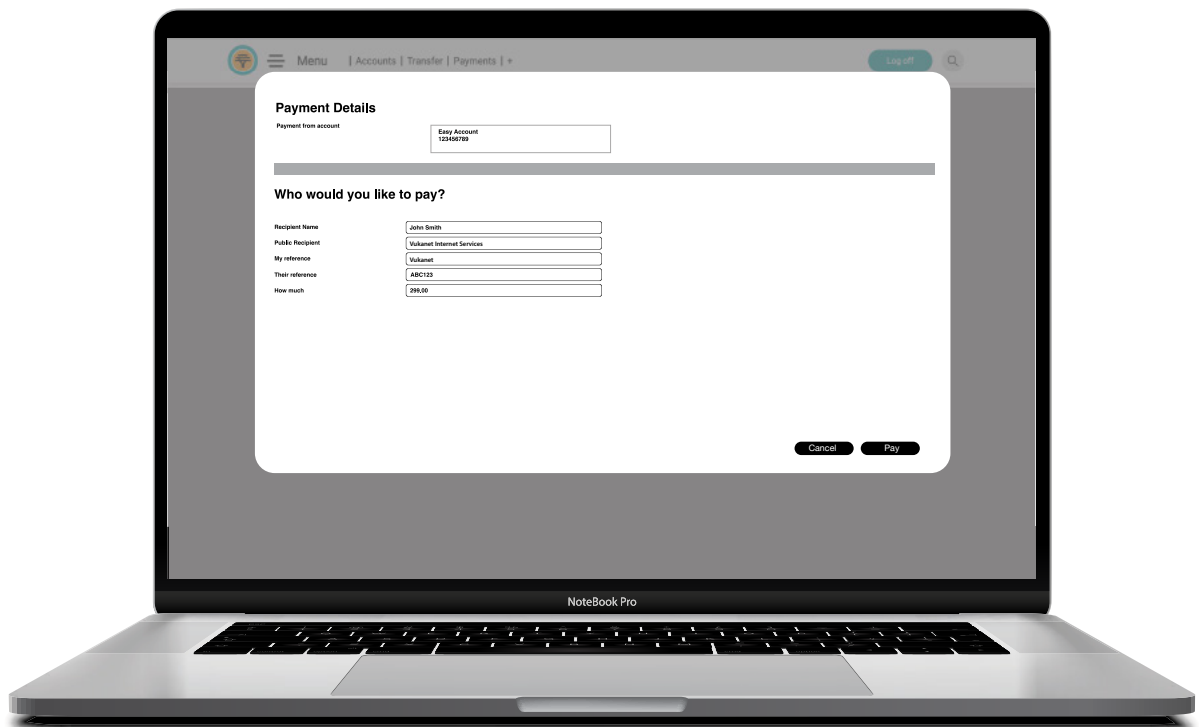 Menu | Accounts | Transfer | Payments |
Log off
Payment Details
Payment from account
Easy Account
123456789
Who would you like to pay?
Recipient Name John Smith
Public Recipient Vukanet Internet Services
My reference Vukanet
Their reference ABC123
How much 299,00
Cancel Pay
NoteBook Pro